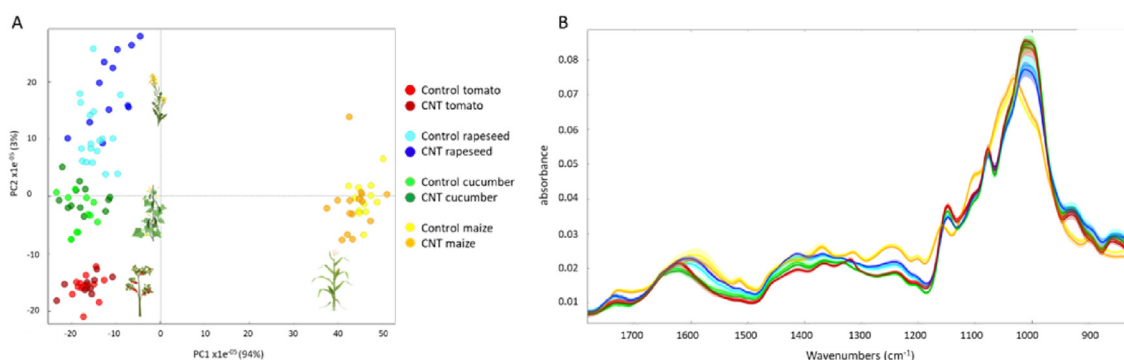 A
PC2 x1e⁻⁰⁵ (3%)
20
10
0
-10
-20
-20
-10
0
10
20
30
40
50
PC1 x1e⁻⁰⁵ (94%)
Control tomato
CNT tomato
Control rapeseed
CNT rapeseed
Control cucumber
CNT cucumber
Control maize
CNT maize
B
absorbance
0.08
0.07
0.06
0.05
0.04
0.03
0.02
0.01
1700
1600
1500
1400
1300
1200
1100
1000
900
Wavenumbers (cm⁻¹)